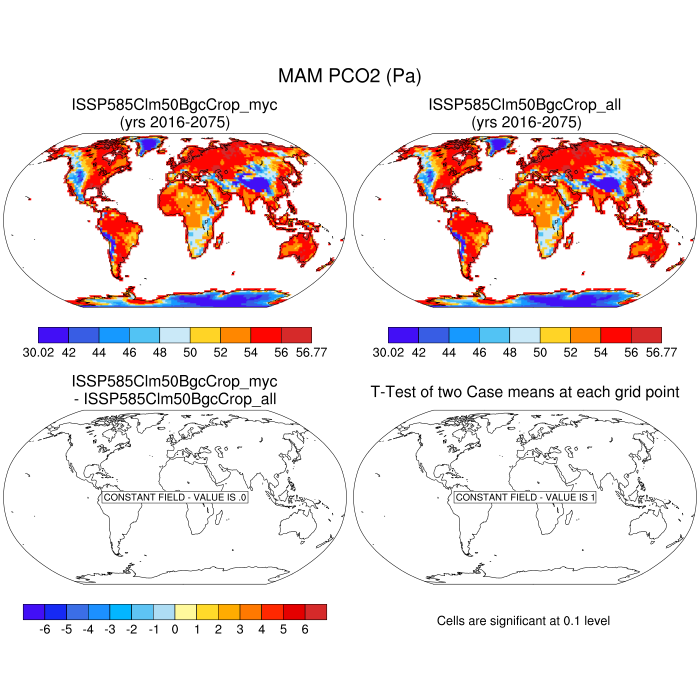 MAM PCO2 (Pa)
ISSP585Clm50BgcCrop_myc
(yrs 2016-2075)
ISSP585Clm50BgcCrop_all
(yrs 2016-2075)
30.02 42 44 46 48 50 52 54 56 56.77
30.02 42 44 46 48 50 52 54 56 56.77
ISSP585Clm50BgcCrop_myc
- ISSP585Clm50BgcCrop_all
T-Test of two Case means at each grid point
CONSTANT FIELD - VALUE IS .0
CONSTANT FIELD - VALUE IS 1
-6 -5 -4 -3 -2 -1 0 1 2 3 4 5 6
Cells are significant at 0.1 level